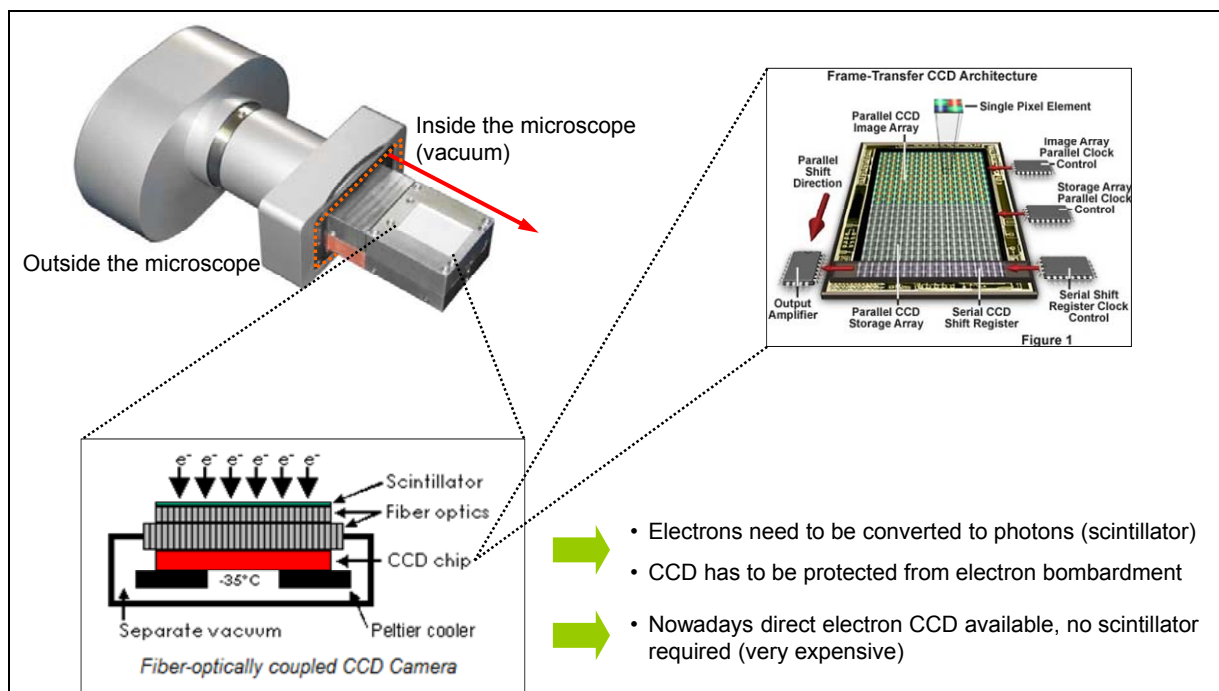 Inside the microscope
(vacuum)
Outside the microscope
Frame-Transfer CCD Architecture
Single Pixel Element
Parallel CCD
Image Array
Image Array
Parallel Clock
Control
Parallel
Shift
Direction
Storage Array
Parallel Clock
Control
Output
Amplifier
Parallel CCD
Storage Array
Serial CCD
Shift Register
Serial Shift
Register Clock
Control
Figure 1
e- e- e- e- e- e-
Scintillator
Fiber optics
CCD chip
-35°C
Separate vacuum
Peltier cooler
Fiber-optically coupled CCD Camera
• Electrons need to be converted to photons (scintillator)
• CCD has to be protected from electron bombardment
• Nowadays direct electron CCD available, no scintillator
required (very expensive)